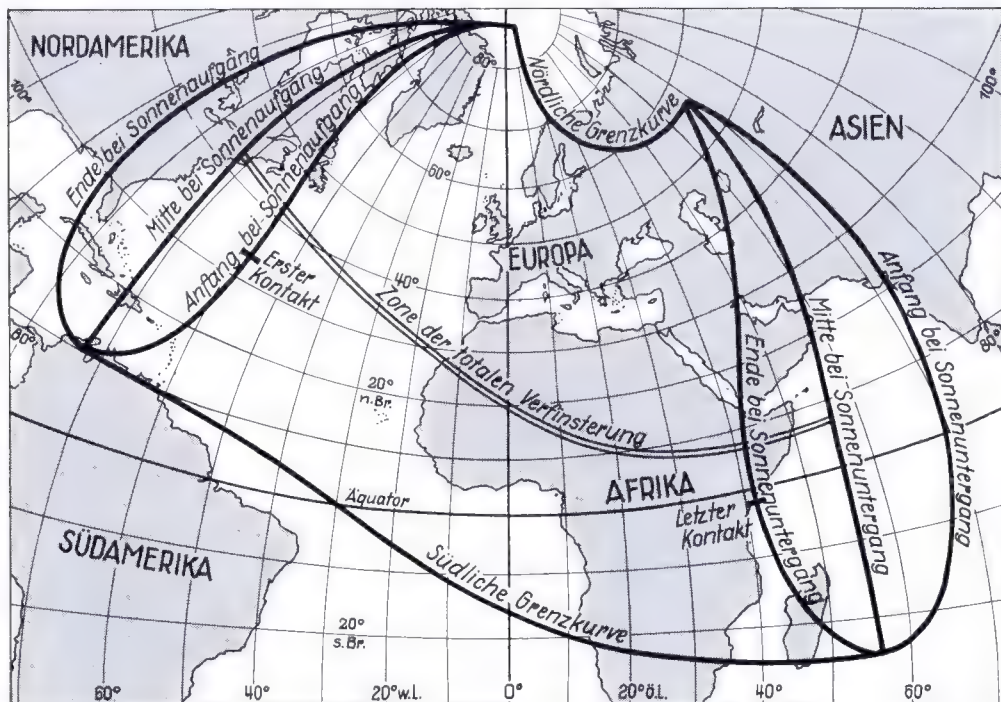 NORDAMERIKA
100°
Ende bei Sonnenaufgang
Mitte bei Sonnenaufgang
Anfang bei Sonnenaufgang
Erster
Kontakt
80°
Nördliche Grenzkurve
80°
60°
40°
20°
n.Br.
EUROPA
ASIEN
100°
80°
Zone der totalen Verfinsterung
Ende bei Sonnenuntergang
Mitte bei Sonnenuntergang
Anfang bei Sonnenuntergang
Äquator
AFRIKA
Letzter
Kontakt
SÜDAMERIKA
Südliche Grenzkurve
20°
s.Br.
60°
40°
20° w.L.
0°
20° ö.L.
40°
60°